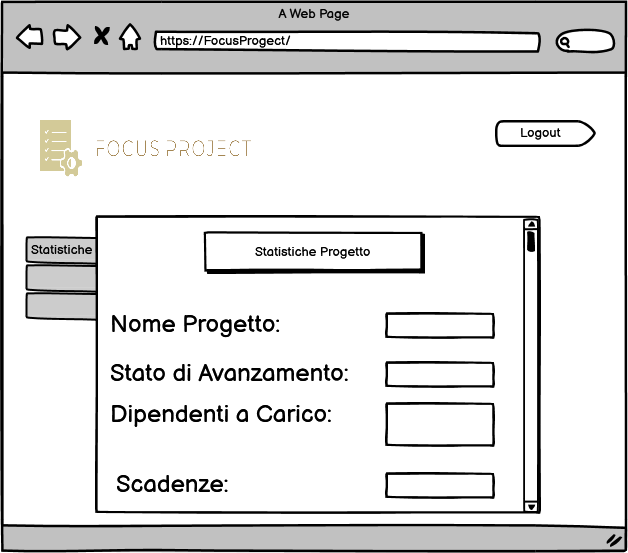 A Web Page
https://FocusProgect/
FOCUS PROJECT
Logout
Statistiche
Statistiche Progetto
Nome Progetto:
Stato di Avanzamento:
Dipendenti a Carico:
Scadenze: